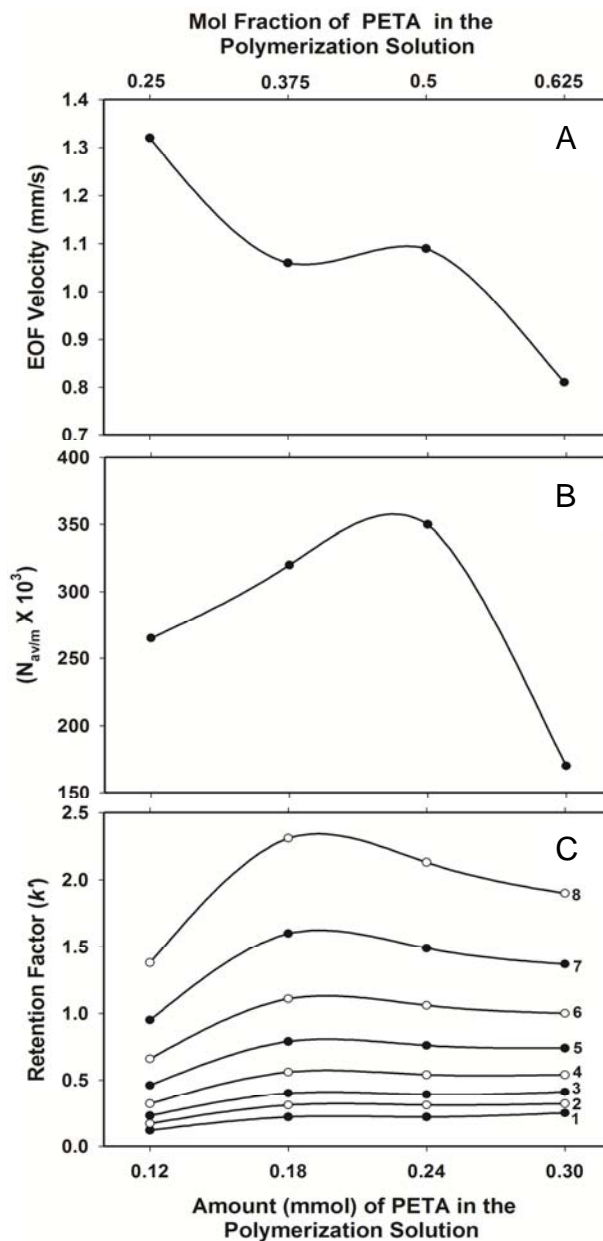 Mol Fraction of PETA in the
Polymerization Solution
0.25 0.375 0.5 0.625
1.4
1.3
1.2
1.1
1.0
0.9
0.8
0.7
EOF Velocity (mm/s)
A
400
350
300
250
200
150
(Nav/m X 10³)
B
2.5
2.0
1.5
1.0
0.5
0.0
Retention Factor (k')
C
8
7
6
5
4
3
2
1
0.12 0.18 0.24 0.30
Amount (mmol) of PETA in the
Polymerization Solution